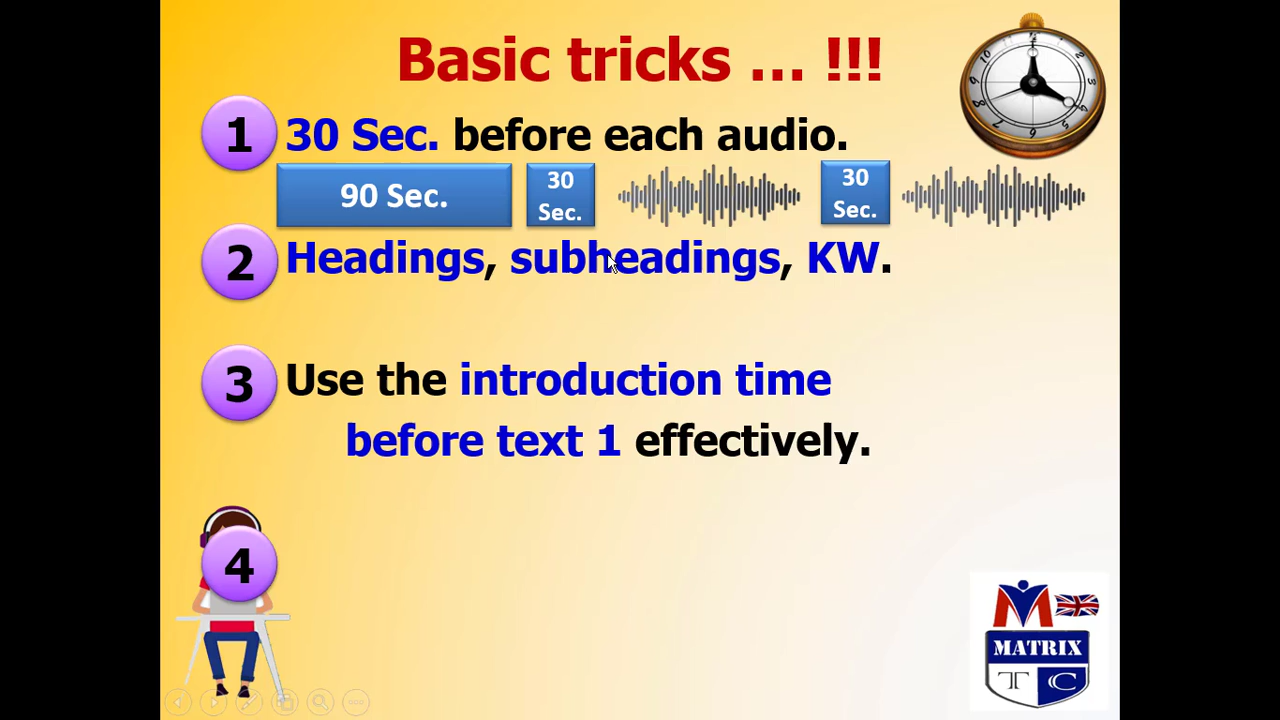 Basic tricks ... !!!
1 30 Sec. before each audio.
90 Sec.
30
Sec.
30
Sec.
2 Headings, subheadings, KW.
3 Use the introduction time
before text 1 effectively.
4
MATRIX
T C